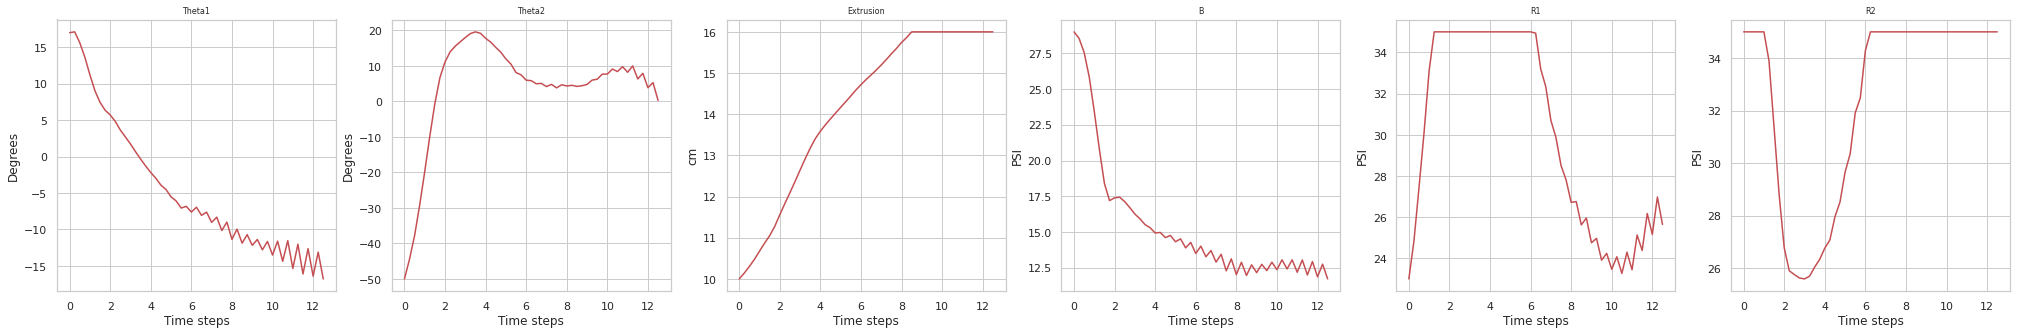 Theta1
Degrees
15
10
5
0
−5
−10
−15
0 2 4 6 8 10 12
Time steps
Theta2
Degrees
20
10
0
−10
−20
−30
−40
−50
0 2 4 6 8 10 12
Time steps
Extrusion
cm
16
15
14
13
12
11
10
0 2 4 6 8 10 12
Time steps
B
PSI
27.5
25.0
22.5
20.0
17.5
15.0
12.5
0 2 4 6 8 10 12
Time steps
R1
PSI
34
32
30
28
26
24
0 2 4 6 8 10 12
Time steps
R2
PSI
34
32
30
28
26
0 2 4 6 8 10 12
Time steps